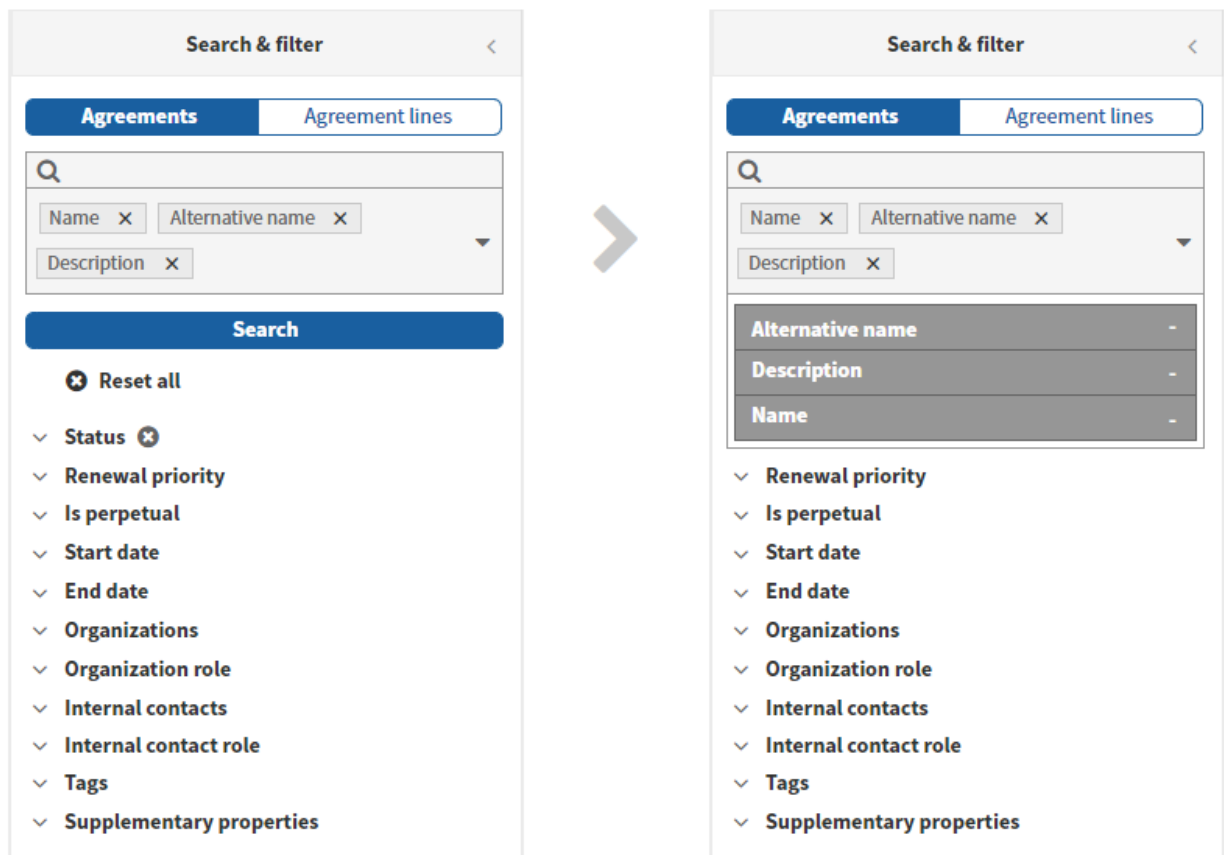 Search & filter
Agreements
Agreement lines
Name
Alternative name
Description
Search
Reset all
Status
Renewal priority
Is perpetual
Start date
End date
Organizations
Organization role
Internal contacts
Internal contact role
Tags
Supplementary properties
Search & filter
Agreements
Agreement lines
Name
Alternative name
Description
Alternative name -
Description -
Name -
Renewal priority
Is perpetual
Start date
End date
Organizations
Organization role
Internal contacts
Internal contact role
Tags
Supplementary properties